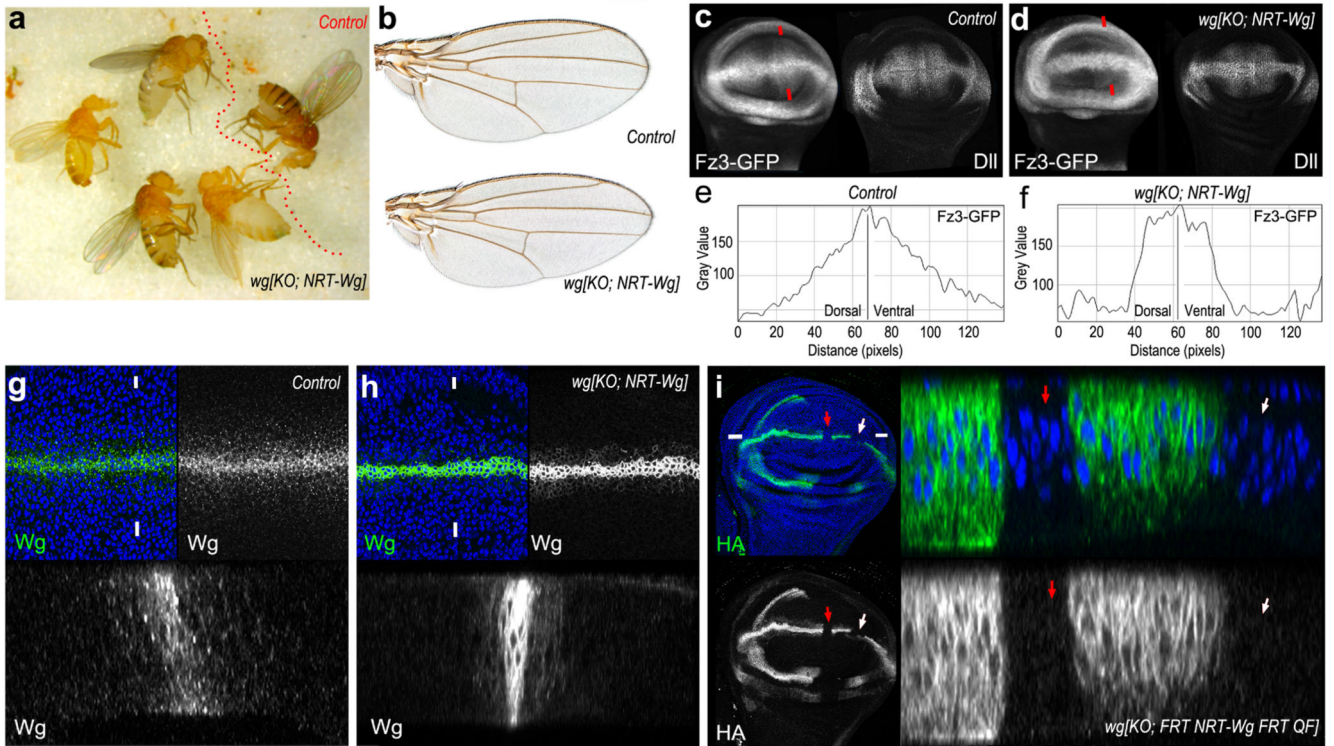 a
Control
wg[KO; NRT-Wg]
b
Control
wg[KO; NRT-Wg]
c
Control
Fz3-GFP
Dll
d
wg[KO; NRT-Wg]
Fz3-GFP
Dll
e
Control
Fz3-GFP
Gray Value
150
100
Dorsal
Ventral
0 20 40 60 80 100 120
Distance (pixels)
f
wg[KO; NRT-Wg]
Fz3-GFP
Grey Value
150
100
Dorsal
Ventral
0 20 40 60 80 100 120
Distance (pixels)
g
Control
Wg
Wg
Wg
h
wg[KO; NRT-Wg]
Wg
Wg
Wg
i
HA
HA
wg[KO; FRT NRT-Wg FRT QF]